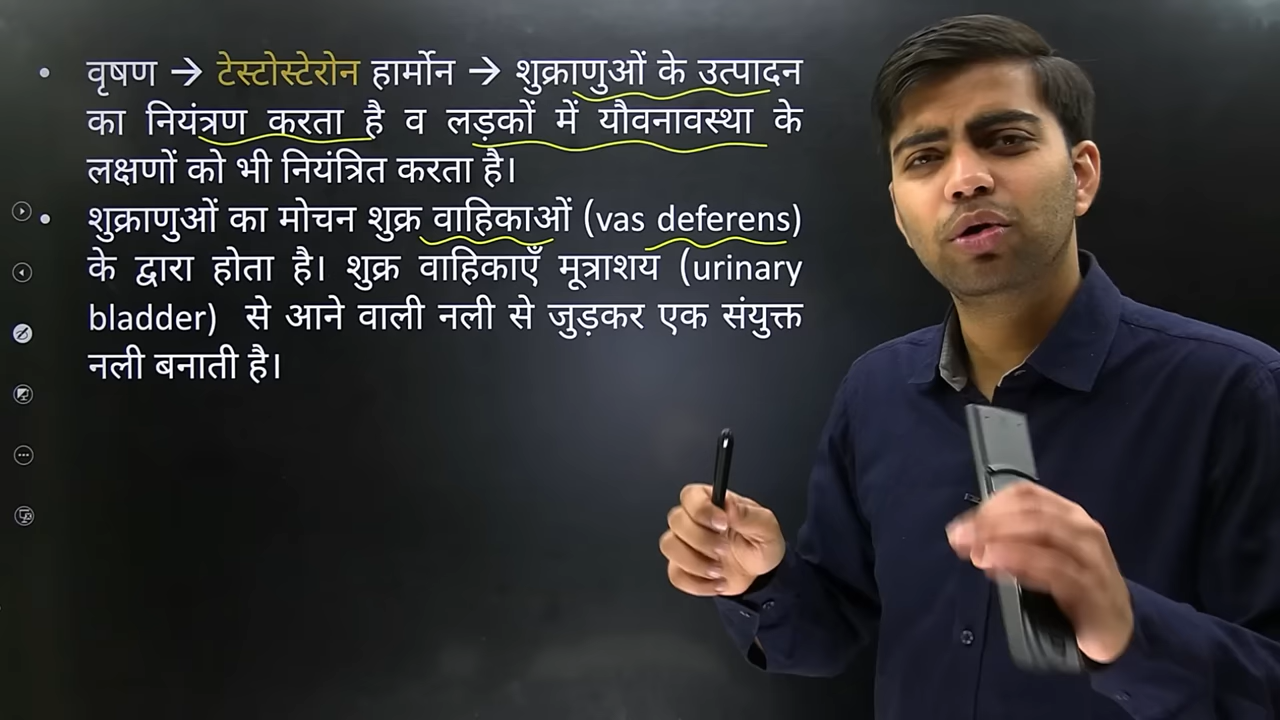 • वृषण → टेस्टोस्टेरोन हार्मोन → शुक्राणुओं के उत्पादन
का नियंत्रण करता है व लड़कों में यौवनावस्था के
लक्षणों को भी नियंत्रित करता है।
• शुक्राणुओं का मोचन शुक्र वाहिकाओं (vas deferens)
के द्वारा होता है। शुक्र वाहिकाएँ मूत्राशय (urinary
bladder) से आने वाली नली से जुड़कर एक संयुक्त
नली बनाती है।